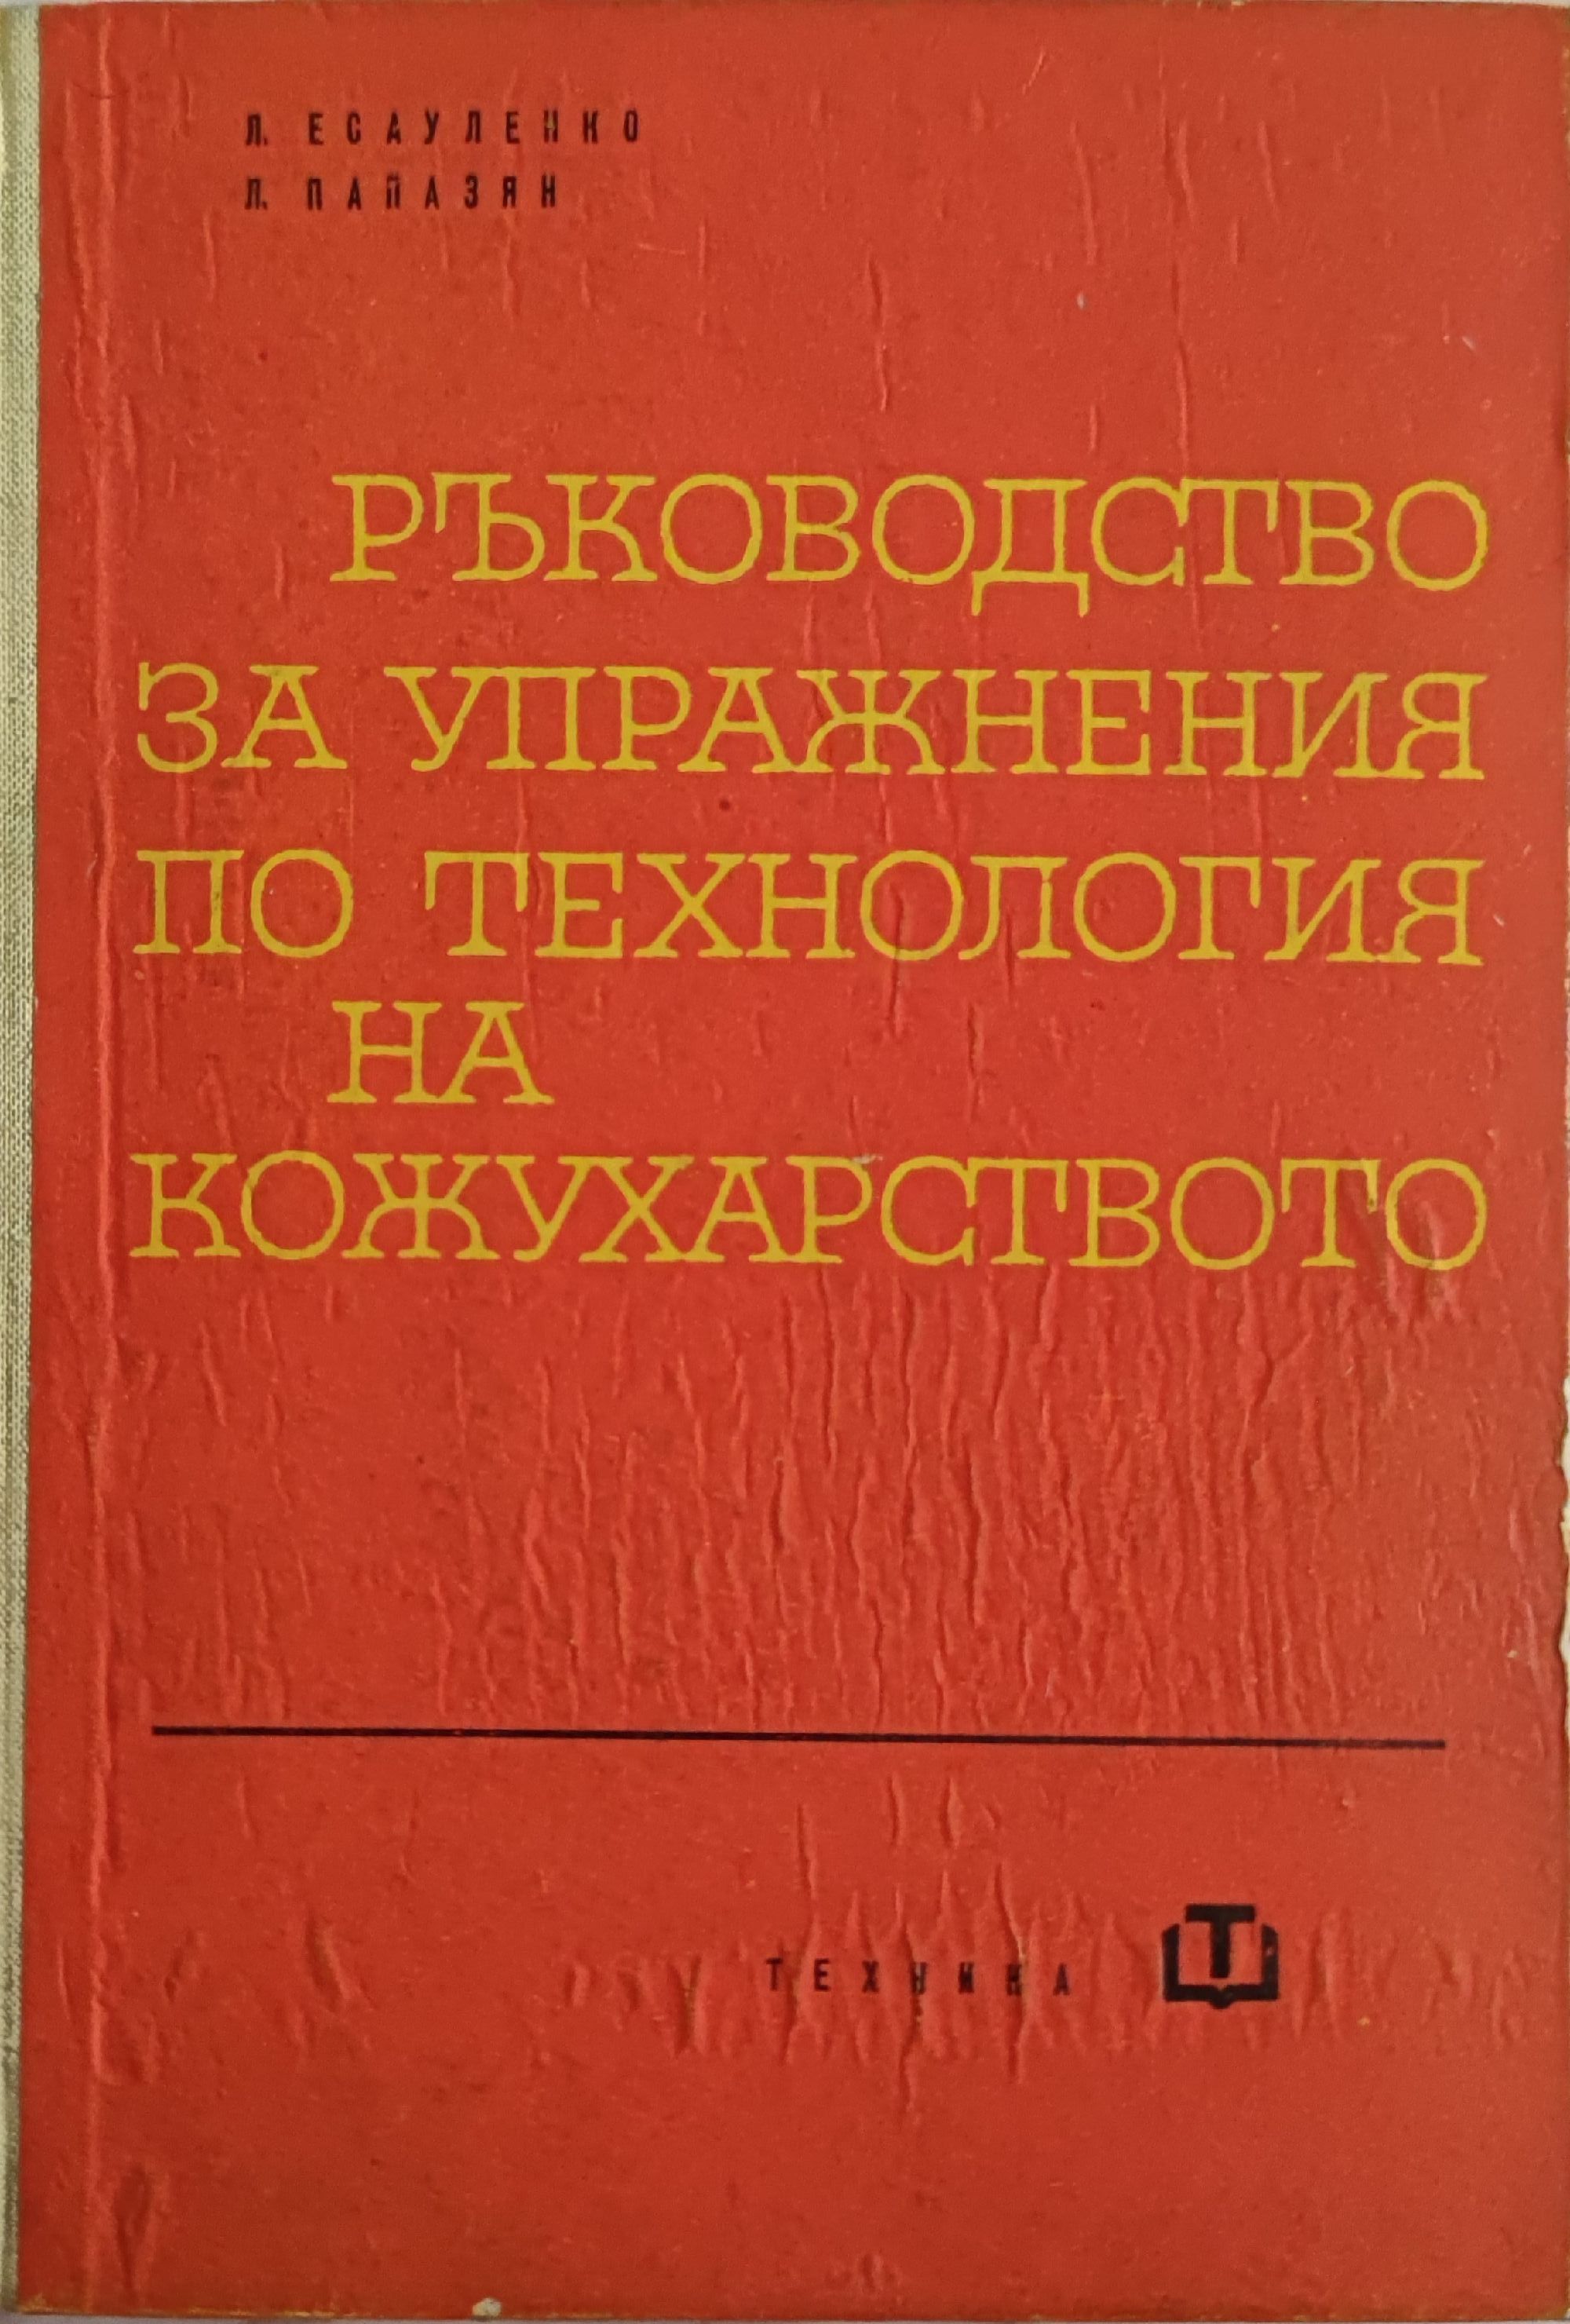 Л. ЕСАУЛЕНКО
Л. ПАПАЗЯН
РЪКОВОДСТВО
ЗА УПРАЖНЕНИЯ
ПО ТЕХНОЛОГИЯ
НА
КОЖУХАРСТВОТО
ТЕХНИКА Т